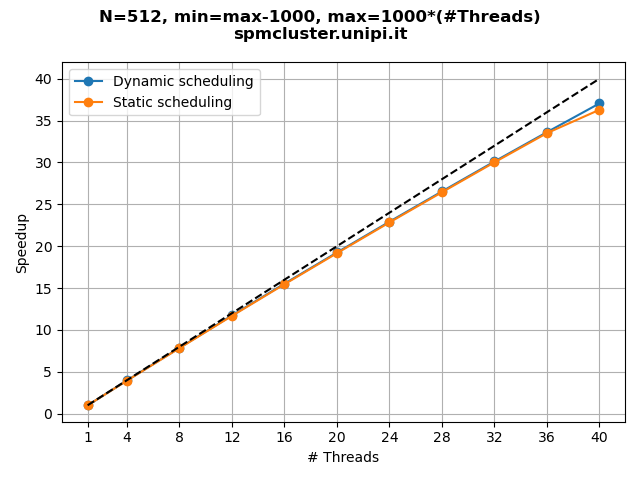 N=512, min=max-1000, max=1000*(#Threads)
spmcluster.unipi.it
Dynamic scheduling
Static scheduling
Speedup
40
35
30
25
20
15
10
5
0
1 4 8 12 16 20 24 28 32 36 40
# Threads